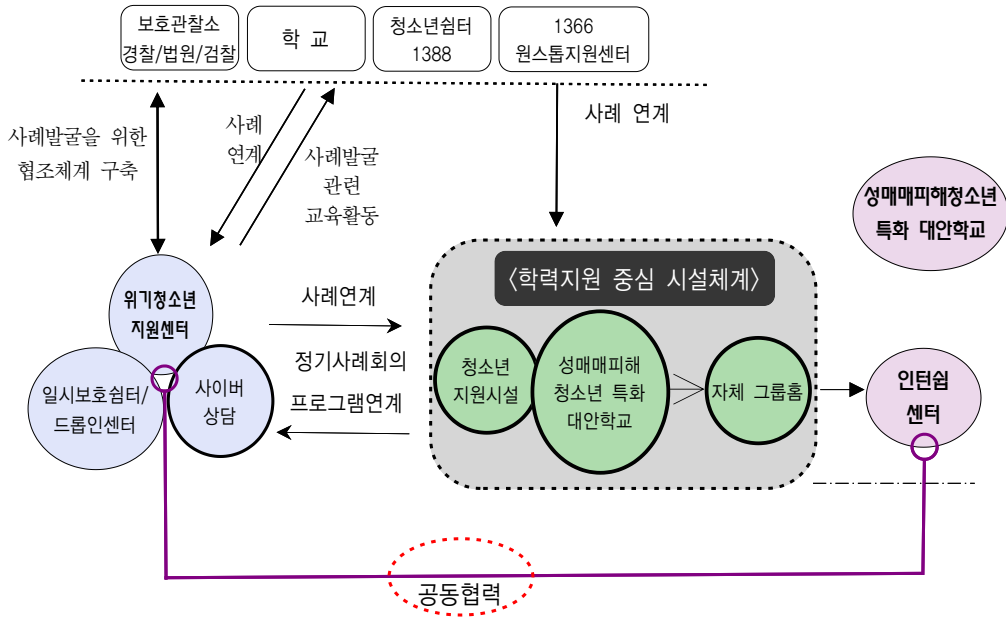 보호관찰소
경찰/법원/검찰
학 교
청소년쉼터
1388
1366
원스톱지원센터
사례발굴을 위한
협조체계 구축
사례
연계
사례발굴
관련
교육활동
사례 연계
성매매피해청소년
특화 대안학교
위기청소년
지원센터
일시보호쉼터/
드롭인센터
사이버
상담
사례연계
정기사례회의
프로그램연계
〈학력지원 중심 시설체계〉
청소년
지원시설
성매매피해
청소년 특화
대안학교
자체 그룹홈
인턴쉽
센터
공동협력